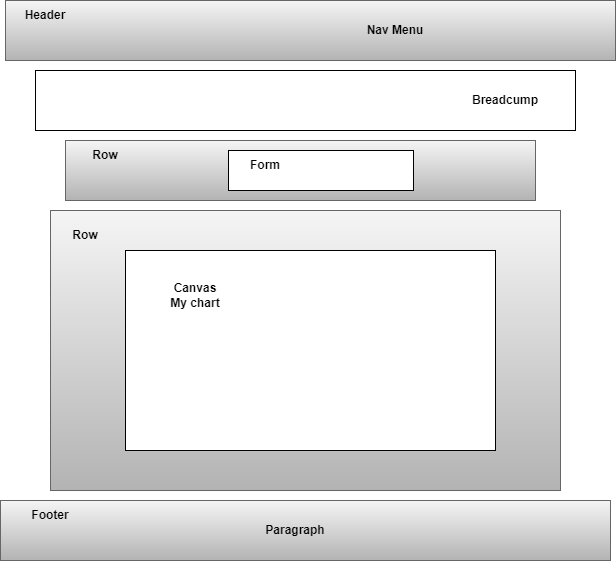 Header
Nav Menu
Breadcump
Row
Form
Row
Canvas
My chart
Footer
Paragraph